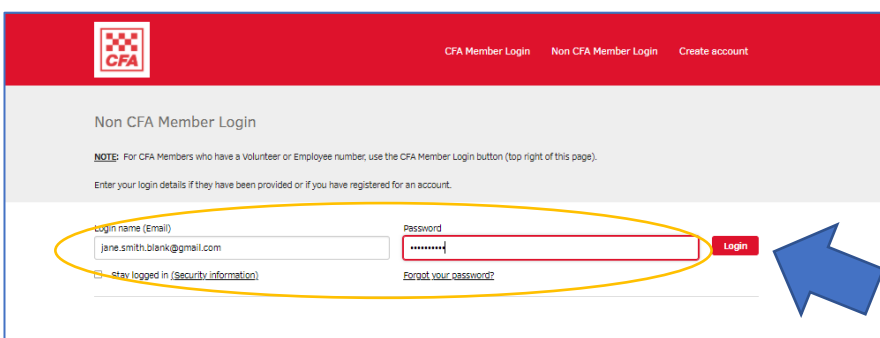 CFA
CFA Member Login Non CFA Member Login Create account
Non CFA Member Login
NOTE: For CFA Members who have a Volunteer or Employee number, use the CFA Member Login button (top right of this page).
Enter your login details if they have been provided or if you have registered for an account.
Login name (Email) Password
jane.smith.blank@gmail.com •••••••••• Login
Stay logged in (Security information) Forgot your password?